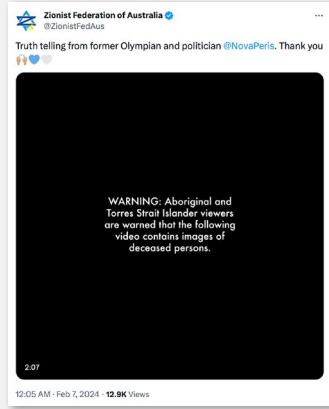 Zionist Federation of Australia
@ZionistFedAus
...
Truth telling from former Olympian and politician @NovaPeris. Thank you
🙌🏽💙🤍
WARNING: Aboriginal and
Torres Strait Islander viewers
are warned that the following
video contains images of
deceased persons.
2:07
12:05 AM · Feb 7, 2024 · 12.9K Views